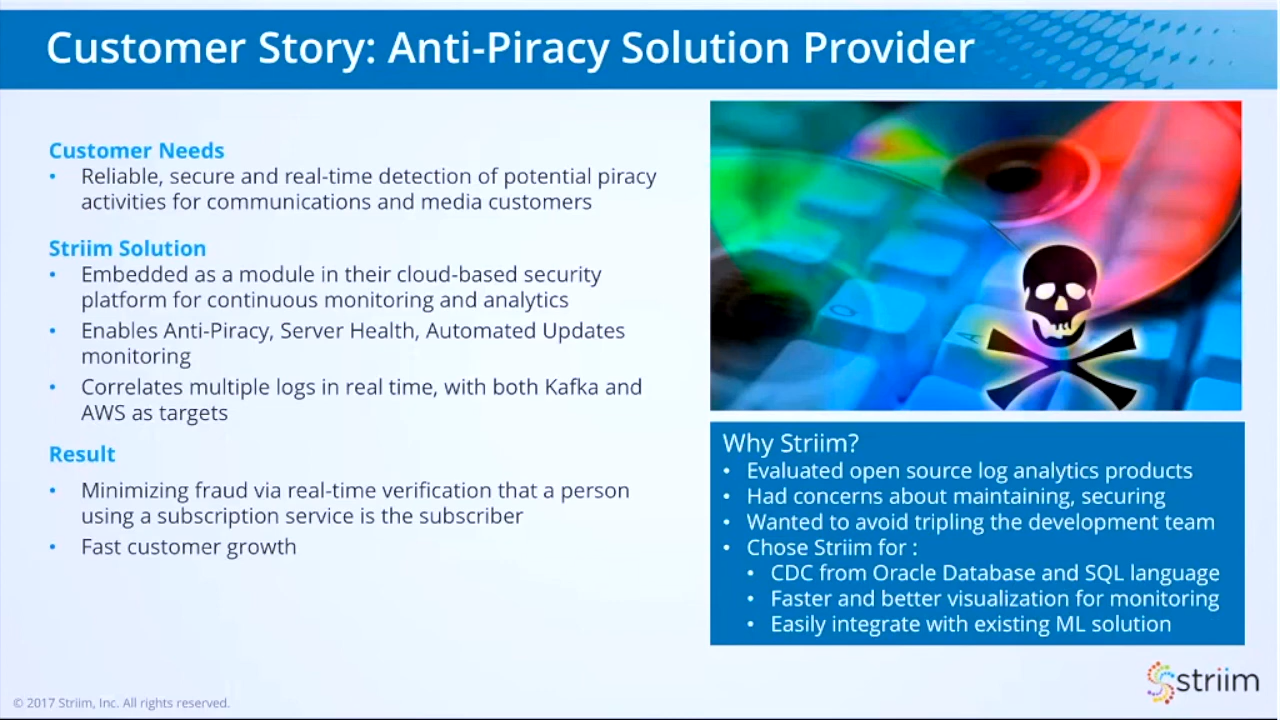 Customer Story: Anti-Piracy Solution Provider
Customer Needs
• Reliable, secure and real-time detection of potential piracy
activities for communications and media customers
Striim Solution
• Embedded as a module in their cloud-based security
platform for continuous monitoring and analytics
• Enables Anti-Piracy, Server Health, Automated Updates
monitoring
• Correlates multiple logs in real time, with both Kafka and
AWS as targets
Result
• Minimizing fraud via real-time verification that a person
using a subscription service is the subscriber
• Fast customer growth
Q
A
Why Striim?
• Evaluated open source log analytics products
• Had concerns about maintaining, securing
• Wanted to avoid tripling the development team
• Chose Striim for :
• CDC from Oracle Database and SQL language
• Faster and better visualization for monitoring
• Easily integrate with existing ML solution
striim
© 2017 Striim, Inc. All rights reserved.